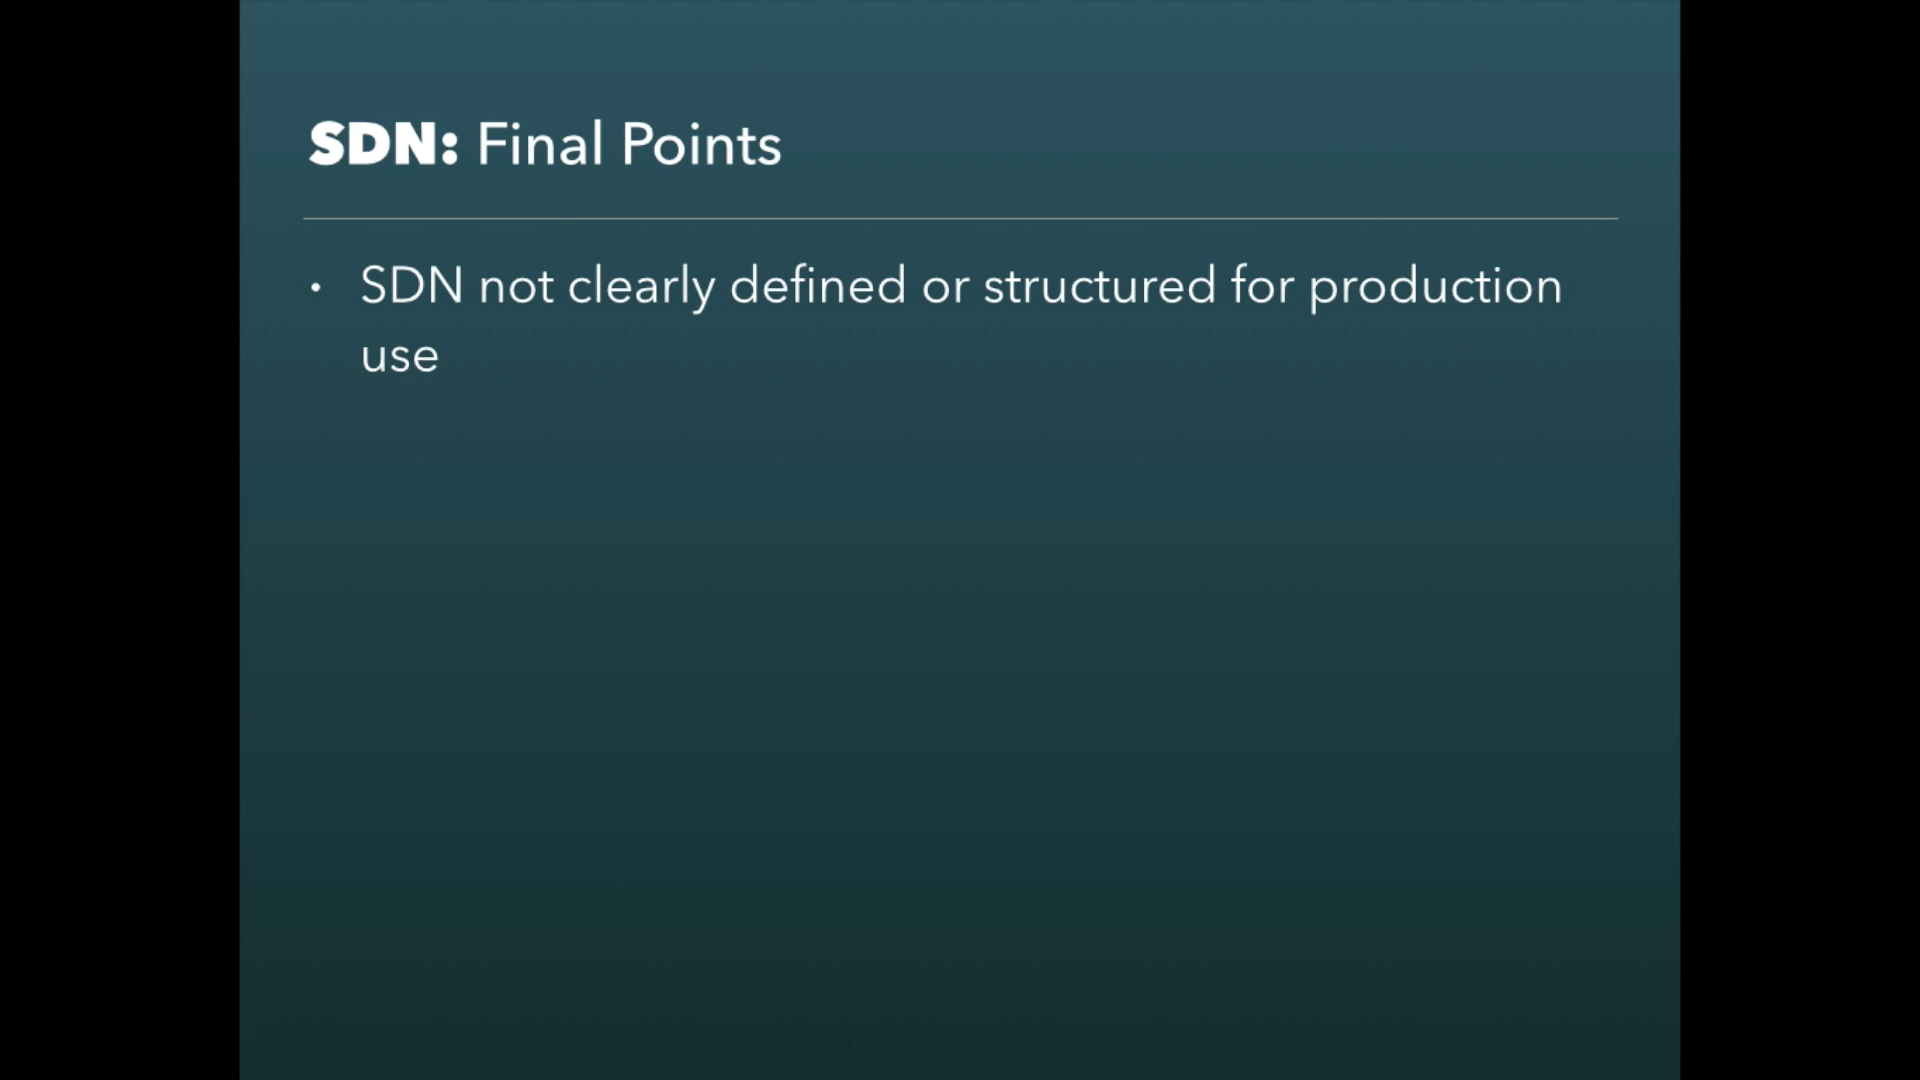 SDN: Final Points
• SDN not clearly defined or structured for production
use